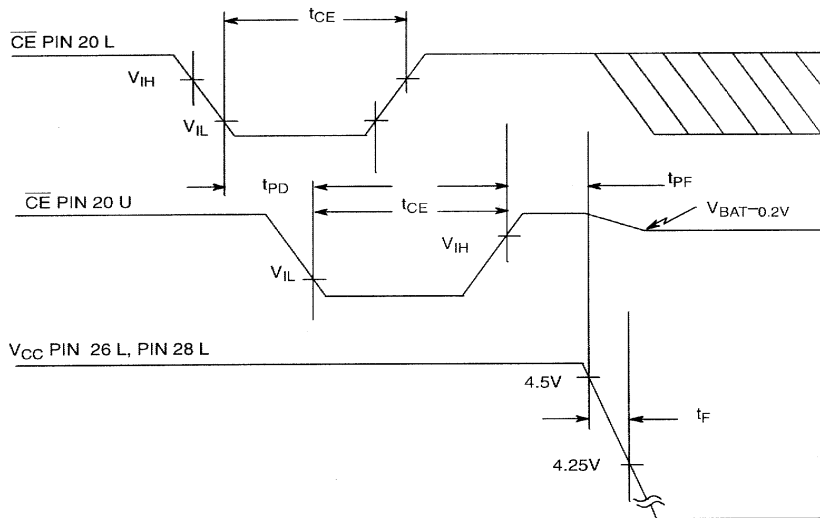 tCE
CE PIN 20 L
VIH
VIL
tPD
tPF
tCE
CE PIN 20 U
VBAT–0.2V
VIH
VIL
VCC PIN 26 L, PIN 28 L
4.5V
tF
4.25V